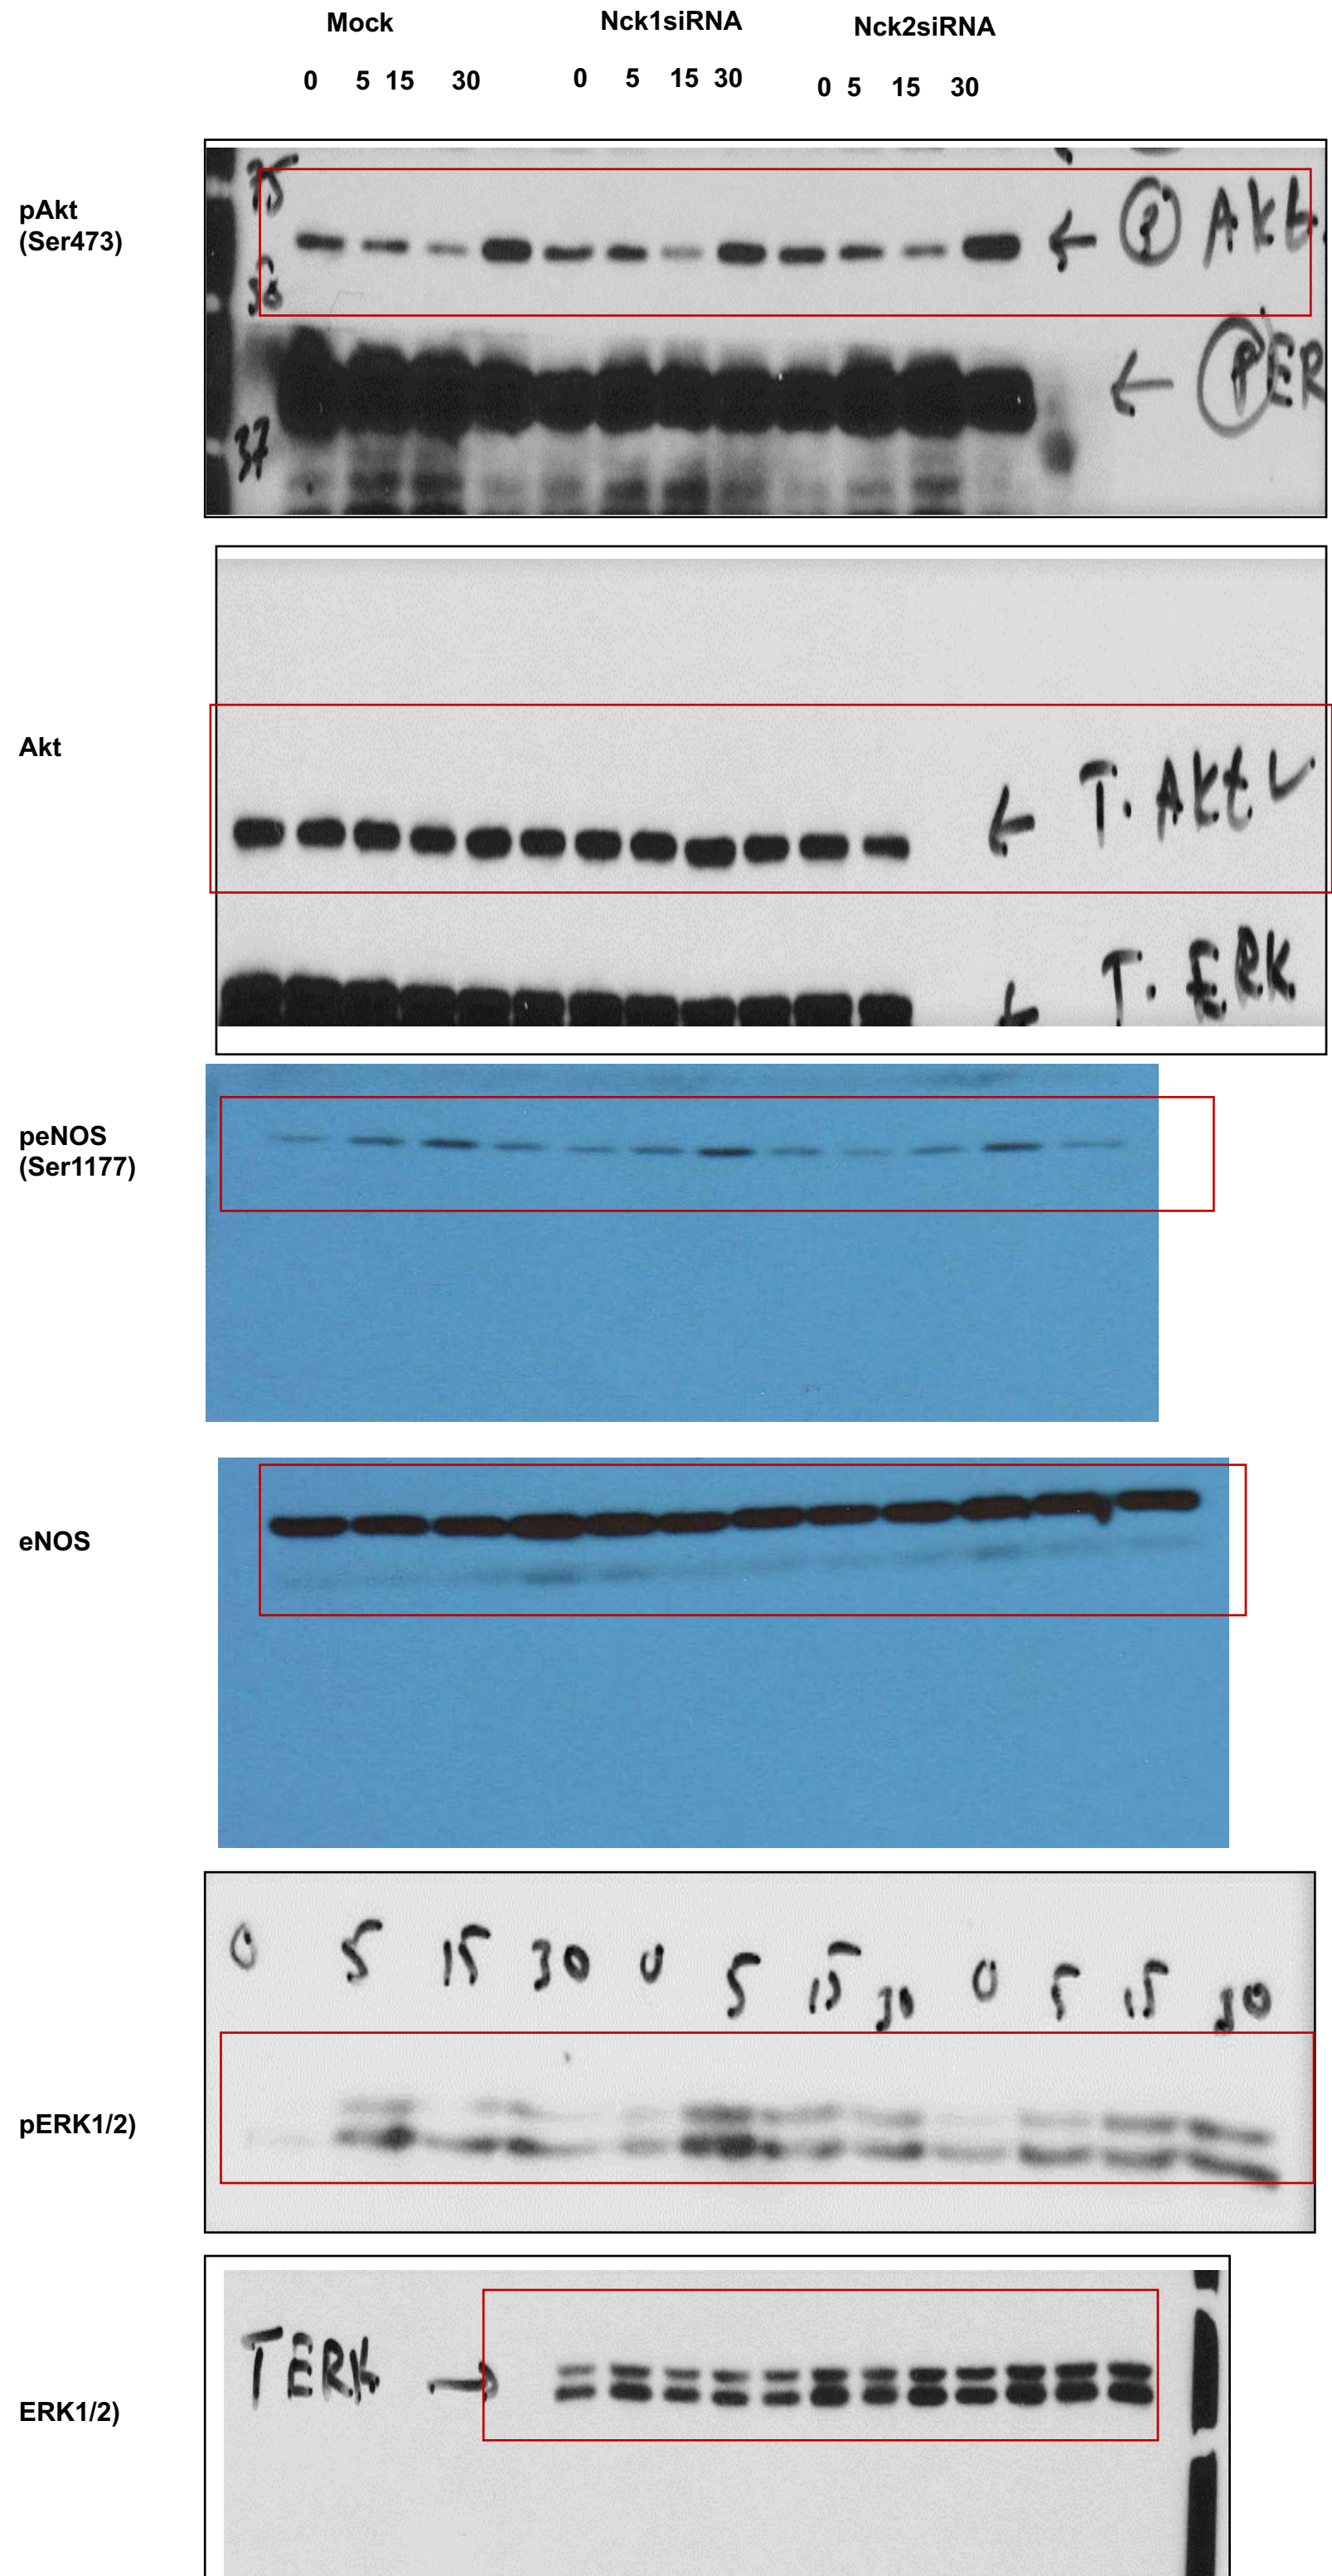 Mock Nck1siRNA Nck2siRNA
0 5 15 30 0 5 15 30 0 5 15 30
75
pAkt
(Ser473)
← P AKt
50
← P ER
37
Akt
← T. AKt ✓
← T. ERK
peNOS
(Ser1177)
eNOS
0 5 15 30 0 5 15 30 0 5 15 30
pERK1/2)
TERK →
ERK1/2)